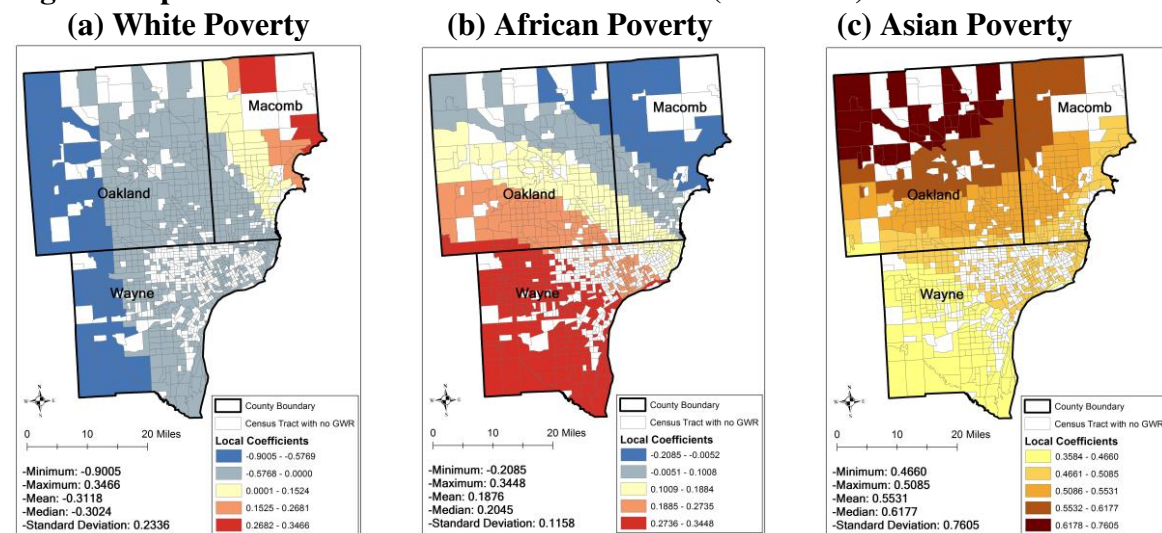 (a) White Poverty
(b) African Poverty
(c) Asian Poverty
Macomb
Oakland
Wayne
N
W E
S
0 10 20 Miles
-Minimum: -0.9005
-Maximum: 0.3466
-Mean: -0.3118
-Median: -0.3024
-Standard Deviation: 0.2336
County Boundary
Census Tract with no GWR
Local Coefficients
-0.9005 - -0.5769
-0.5768 - 0.0000
0.0001 - 0.1524
0.1525 - 0.2681
0.2682 - 0.3466
Macomb
Oakland
Wayne
N
W E
S
0 10 20 Miles
-Minimum: -0.2085
-Maximum: 0.3448
-Mean: 0.1876
-Median: 0.2045
-Standard Deviation: 0.1158
County Boundary
Census Tract with no GWR
Local Coefficients
-0.2085 - -0.0052
-0.0051 - 0.1008
0.1009 - 0.1884
0.1885 - 0.2735
0.2736 - 0.3448
Macomb
Oakland
Wayne
N
W E
S
0 10 20 Miles
-Minimum: 0.4660
-Maximum: 0.5085
-Mean: 0.5531
-Median: 0.6177
-Standard Deviation: 0.7605
County Boundary
Census Tract with no GWR
Local Coefficients
0.3584 - 0.4660
0.4661 - 0.5085
0.5086 - 0.5531
0.5532 - 0.6177
0.6178 - 0.7605